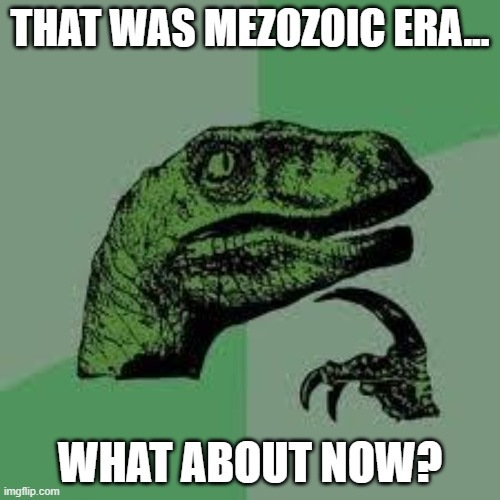 THAT WAS MEZOZOIC ERA...
WHAT ABOUT NOW?
imgflip.com